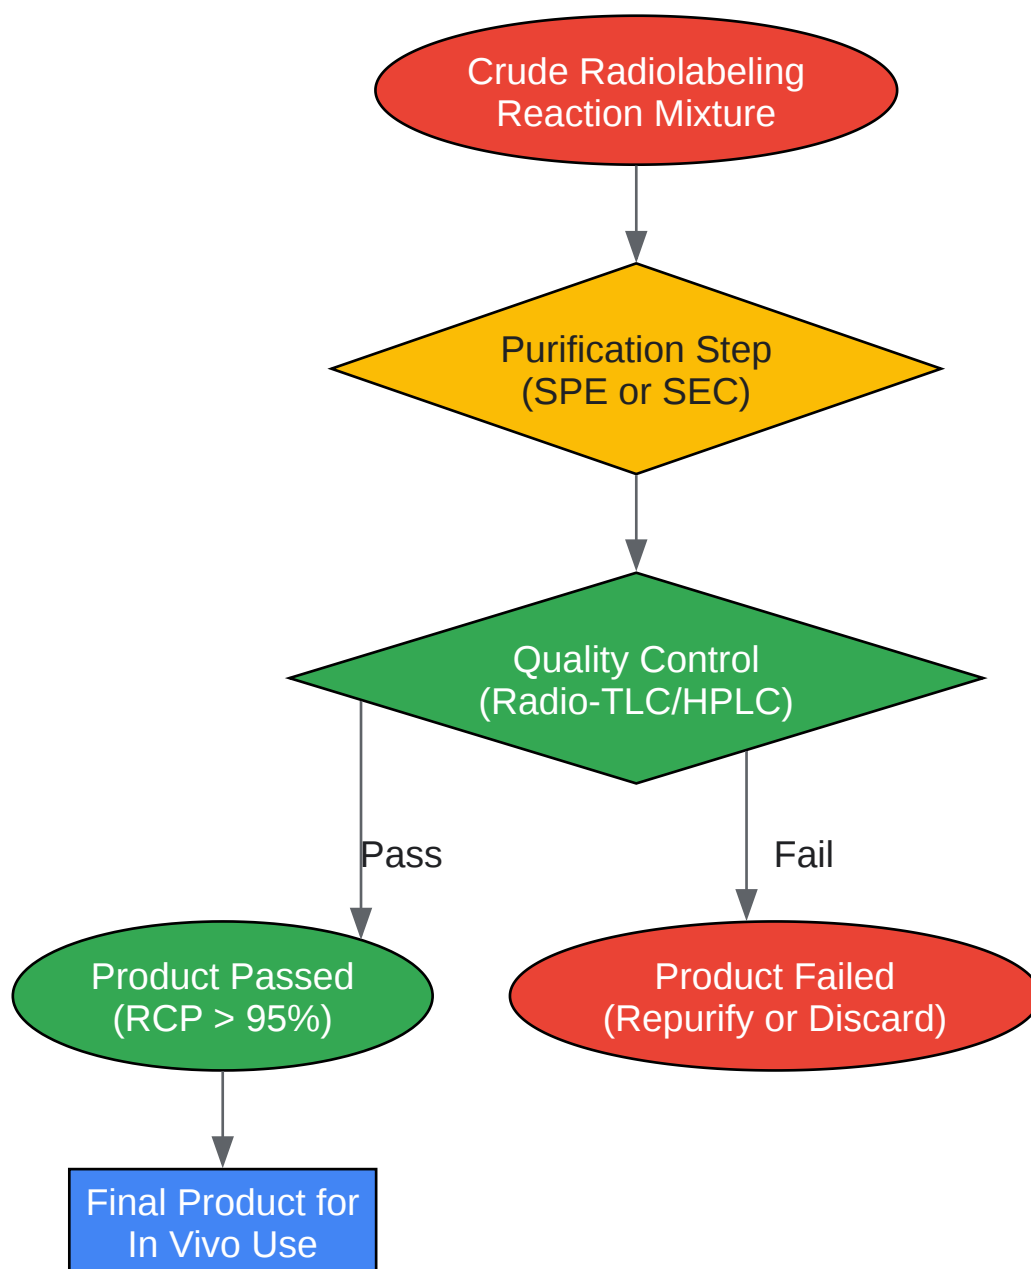 Crude Radiolabeling
Reaction Mixture
Purification Step
(SPE or SEC)
Quality Control
(Radio-TLC/HPLC)
Pass
Fail
Product Passed
(RCP > 95%)
Product Failed
(Repurify or Discard)
Final Product for
In Vivo Use